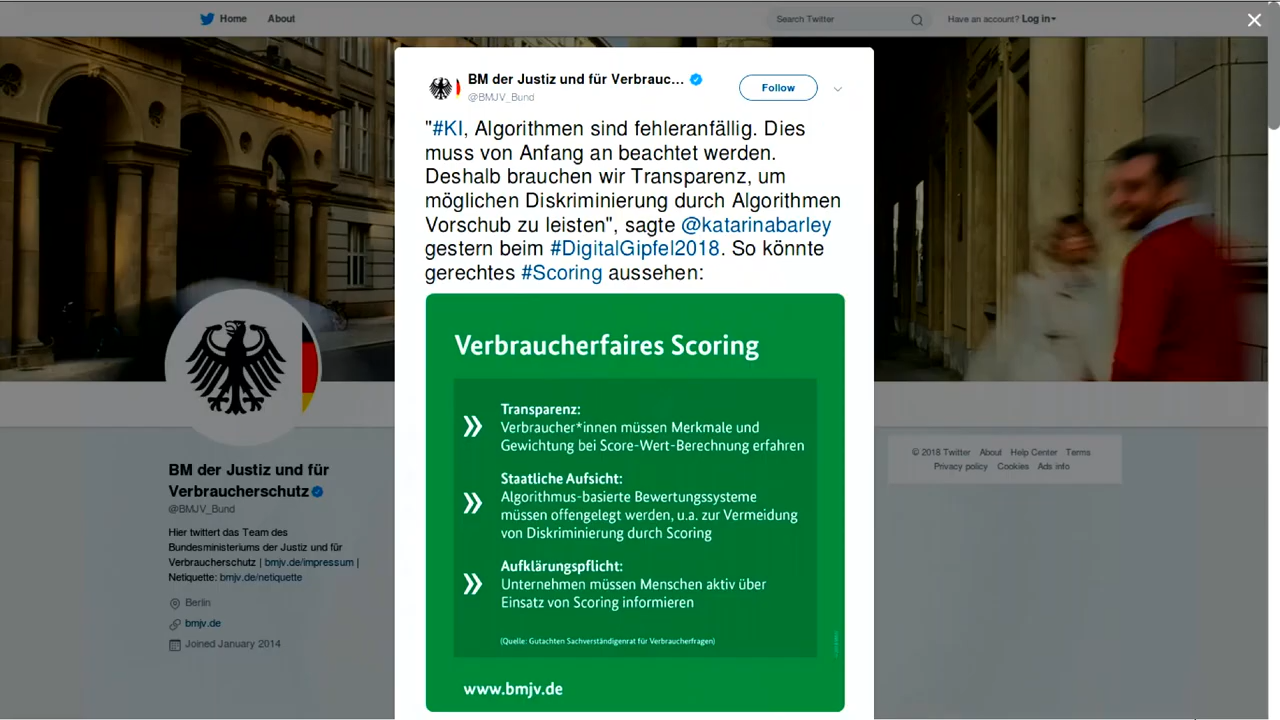 Home About Search Twitter Have an account? Log in
BM der Justiz und für Verbrauc...
@BMJV_Bund
Follow
"#KI, Algorithmen sind fehleranfällig. Dies
muss von Anfang an beachtet werden.
Deshalb brauchen wir Transparenz, um
möglichen Diskriminierung durch Algorithmen
Vorschub zu leisten", sagte @katarinabarley
gestern beim #DigitalGipfel2018. So könnte
gerechtes #Scoring aussehen:
Verbraucherfaires Scoring
Transparenz:
Verbraucher*innen müssen Merkmale und
Gewichtung bei Score-Wert-Berechnung erfahren
Staatliche Aufsicht:
Algorithmus-basierte Bewertungssysteme
müssen offengelegt werden, u.a. zur Vermeidung
von Diskriminierung durch Scoring
Aufklärungspflicht:
Unternehmen müssen Menschen aktiv über
Einsatz von Scoring informieren
(Quelle: Gutachten Sachverständigenrat für Verbraucherfragen)
www.bmjv.de
BM der Justiz und für
Verbraucherschutz
@BMJV_Bund
Hier twittert das Team des
Bundesministeriums der Justiz und für
Verbraucherschutz | bmjv.de/impressum |
Netiquette: bmjv.de/netiquette
Berlin
bmjv.de
Joined January 2014
© 2018 Twitter About Help Center Terms
Privacy policy Cookies Ads info